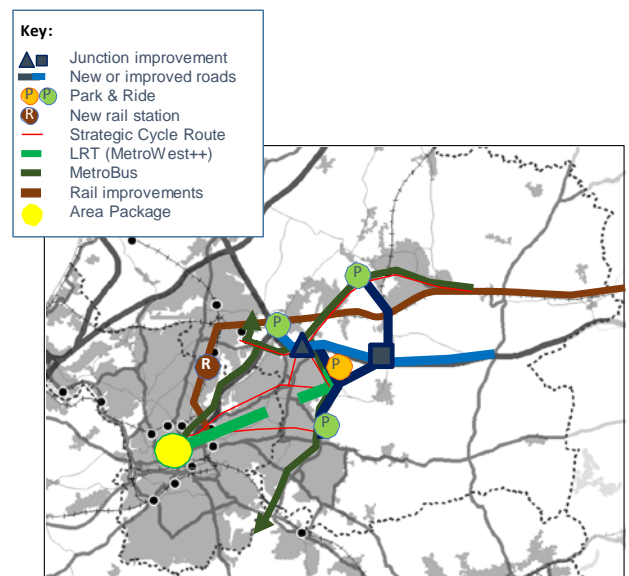 Key:
Junction improvement
New or improved roads
P P Park & Ride
R New rail station
Strategic Cycle Route
LRT (MetroWest++)
MetroBus
Rail improvements
Area Package
P
P
R
P
P